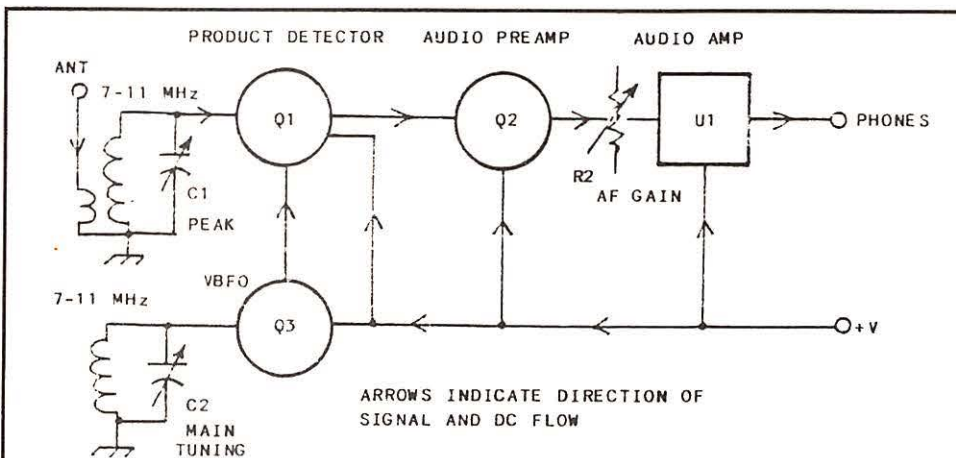 PRODUCT DETECTOR AUDIO PREAMP AUDIO AMP
ANT
7-11 MHz
Q1
Q2
U1
PHONES
R2
C1
AF GAIN
PEAK
VBFO
7-11 MHz
Q3
+V
C2
ARROWS INDICATE DIRECTION OF
MAIN
SIGNAL AND DC FLOW
TUNING